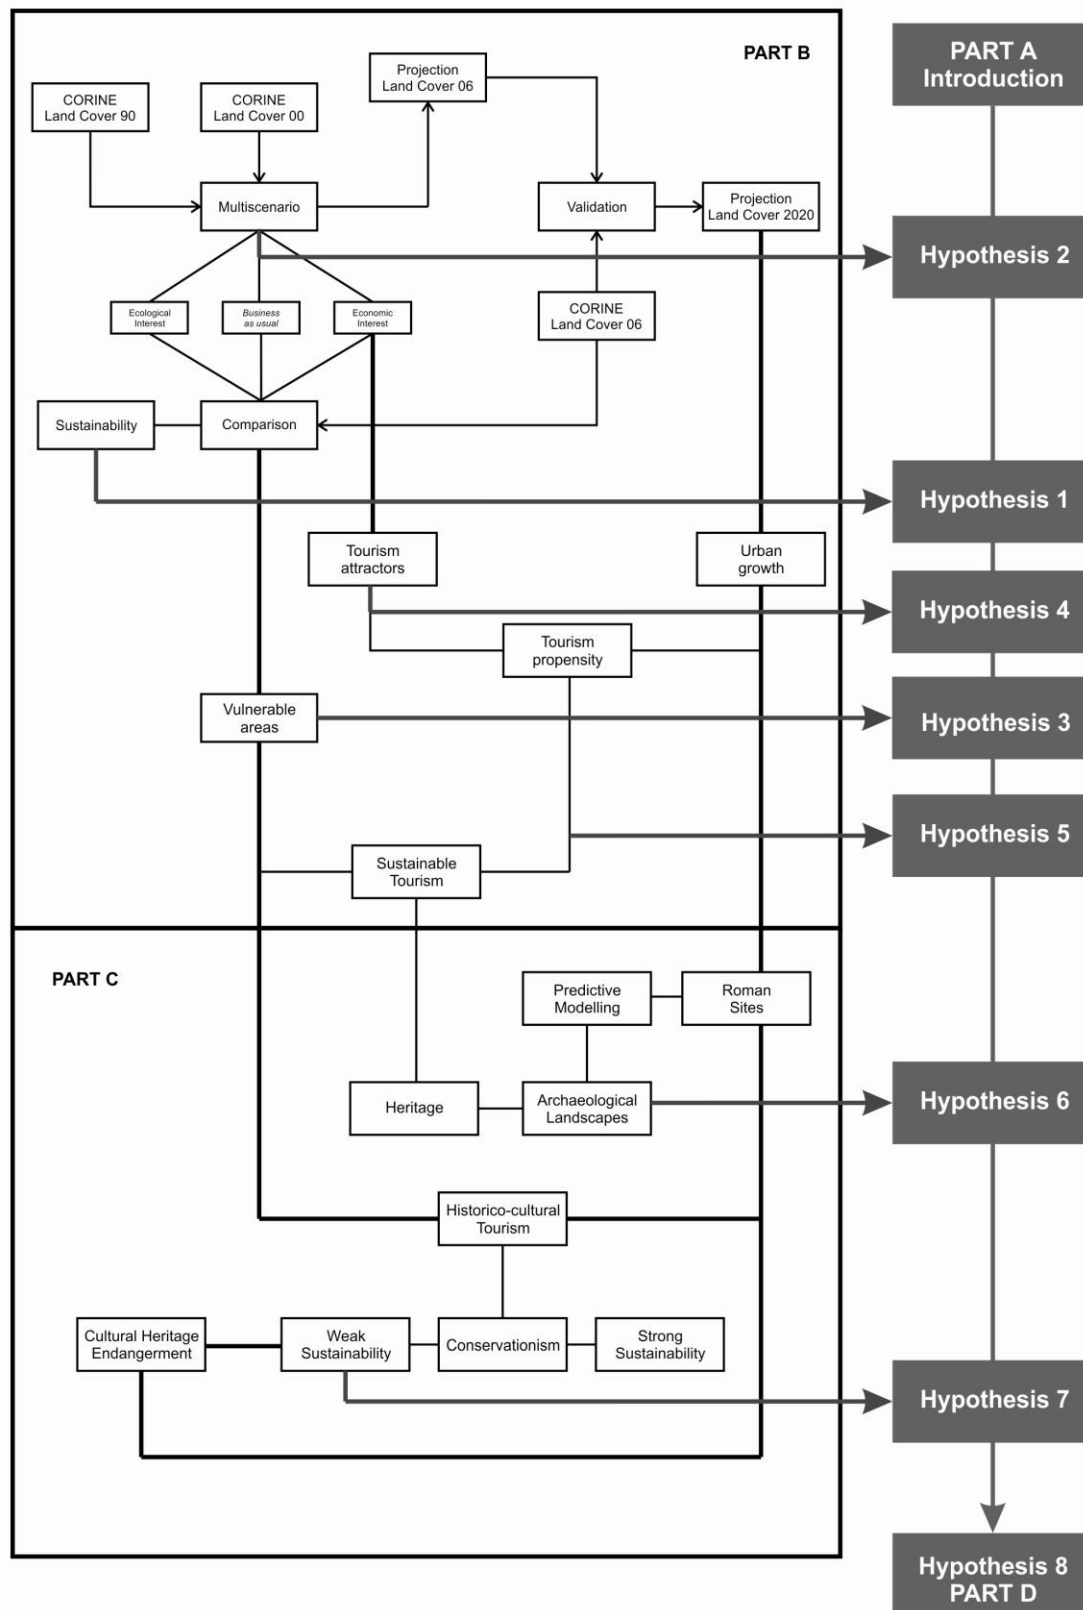 PART B
PART A
Introduction
CORINE
Land Cover 90
CORINE
Land Cover 00
Projection
Land Cover 06
Multiscenario
Validation
Projection
Land Cover 2020
Hypothesis 2
Ecological
Interest
Business
as usual
Economic
Interest
CORINE
Land Cover 06
Sustainability
Comparison
Hypothesis 1
Tourism
attractors
Urban
growth
Hypothesis 4
Tourism
propensity
Vulnerable
areas
Hypothesis 3
Hypothesis 5
Sustainable
Tourism
PART C
Predictive
Modelling
Roman
Sites
Heritage
Archaeological
Landscapes
Hypothesis 6
Historico-cultural
Tourism
Cultural Heritage
Endangerment
Weak
Sustainability
Conservationism
Strong
Sustainability
Hypothesis 7
Hypothesis 8
PART D